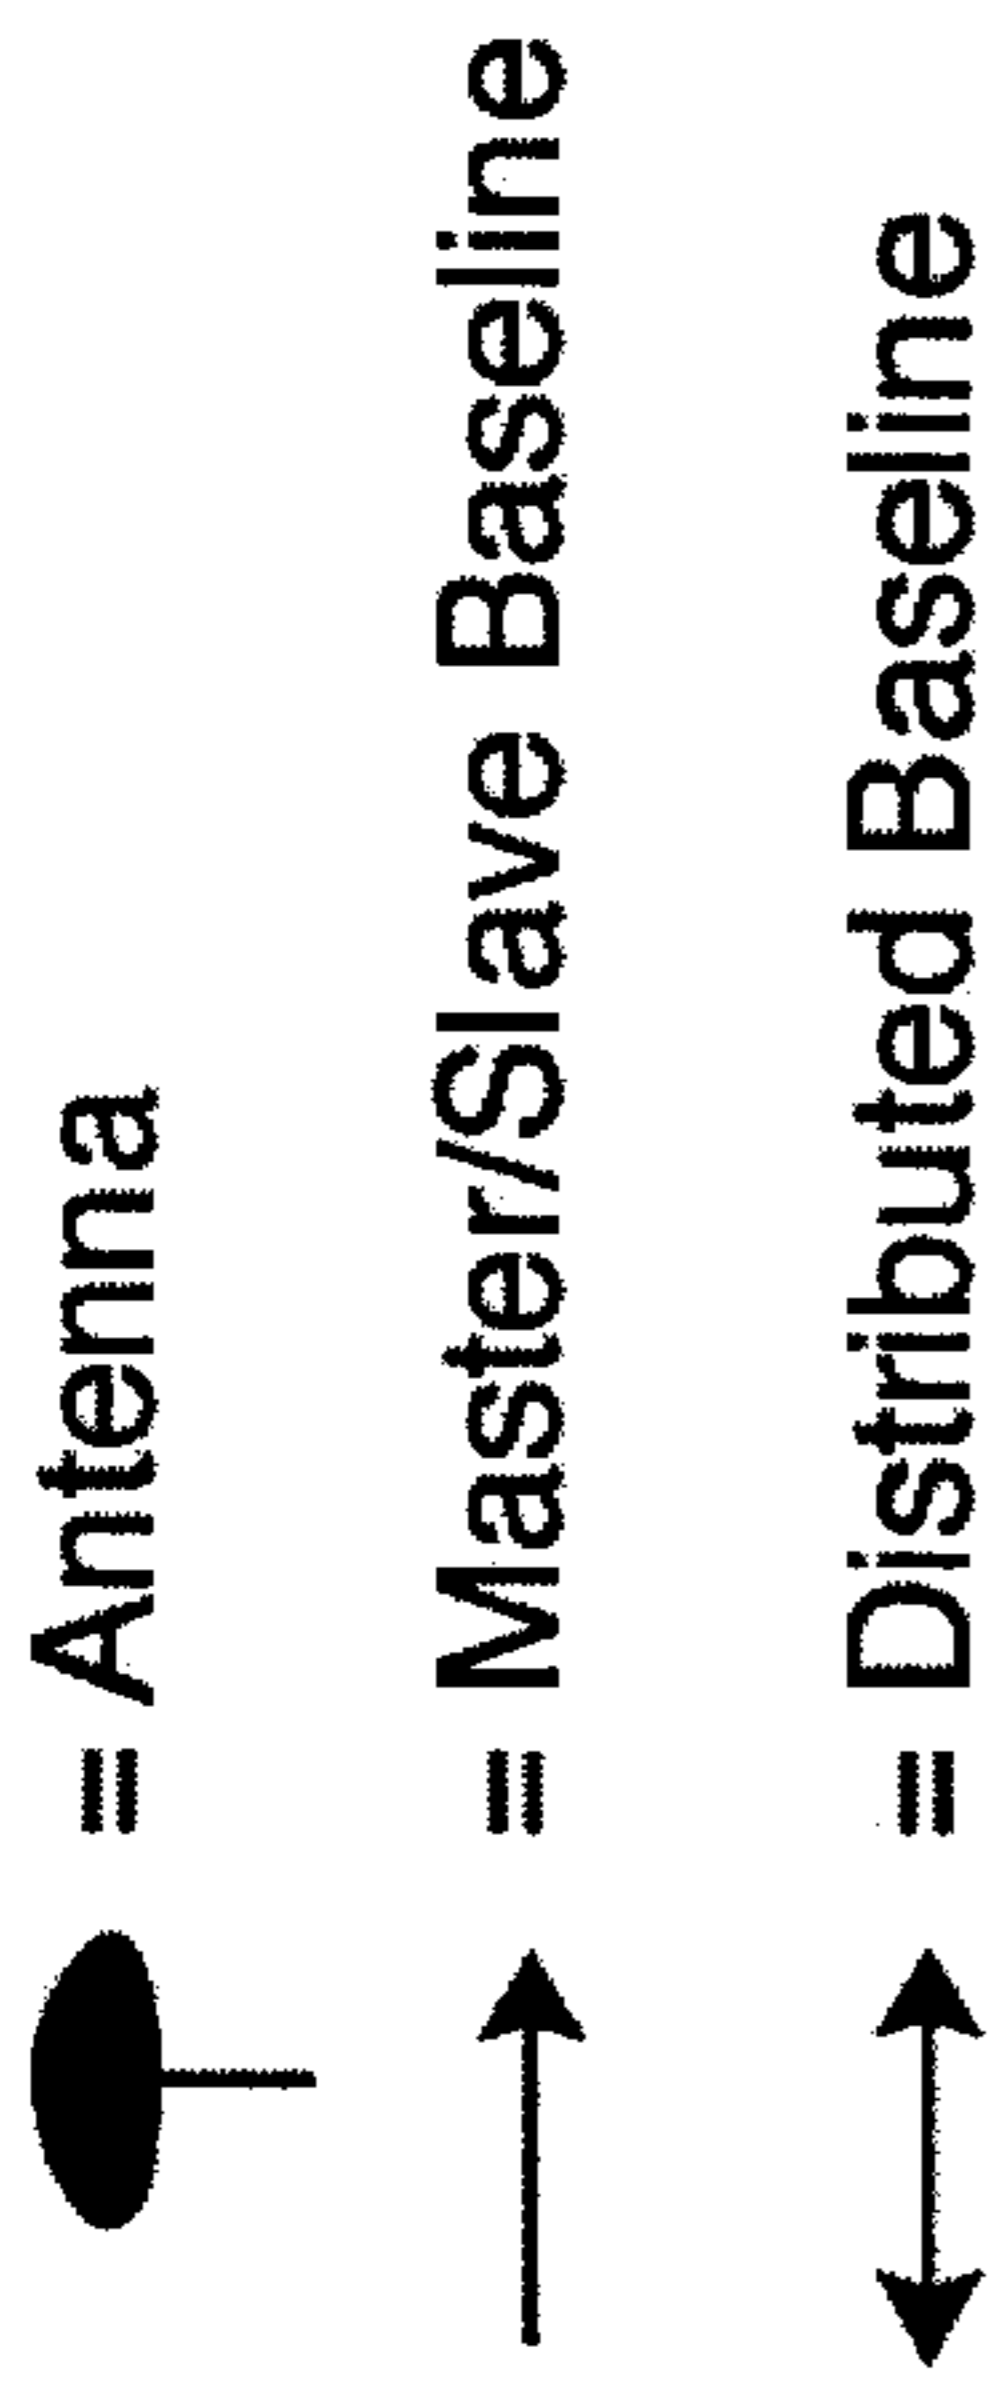 = Antenna
= Master/Slave Baseline
= Distributed Baseline